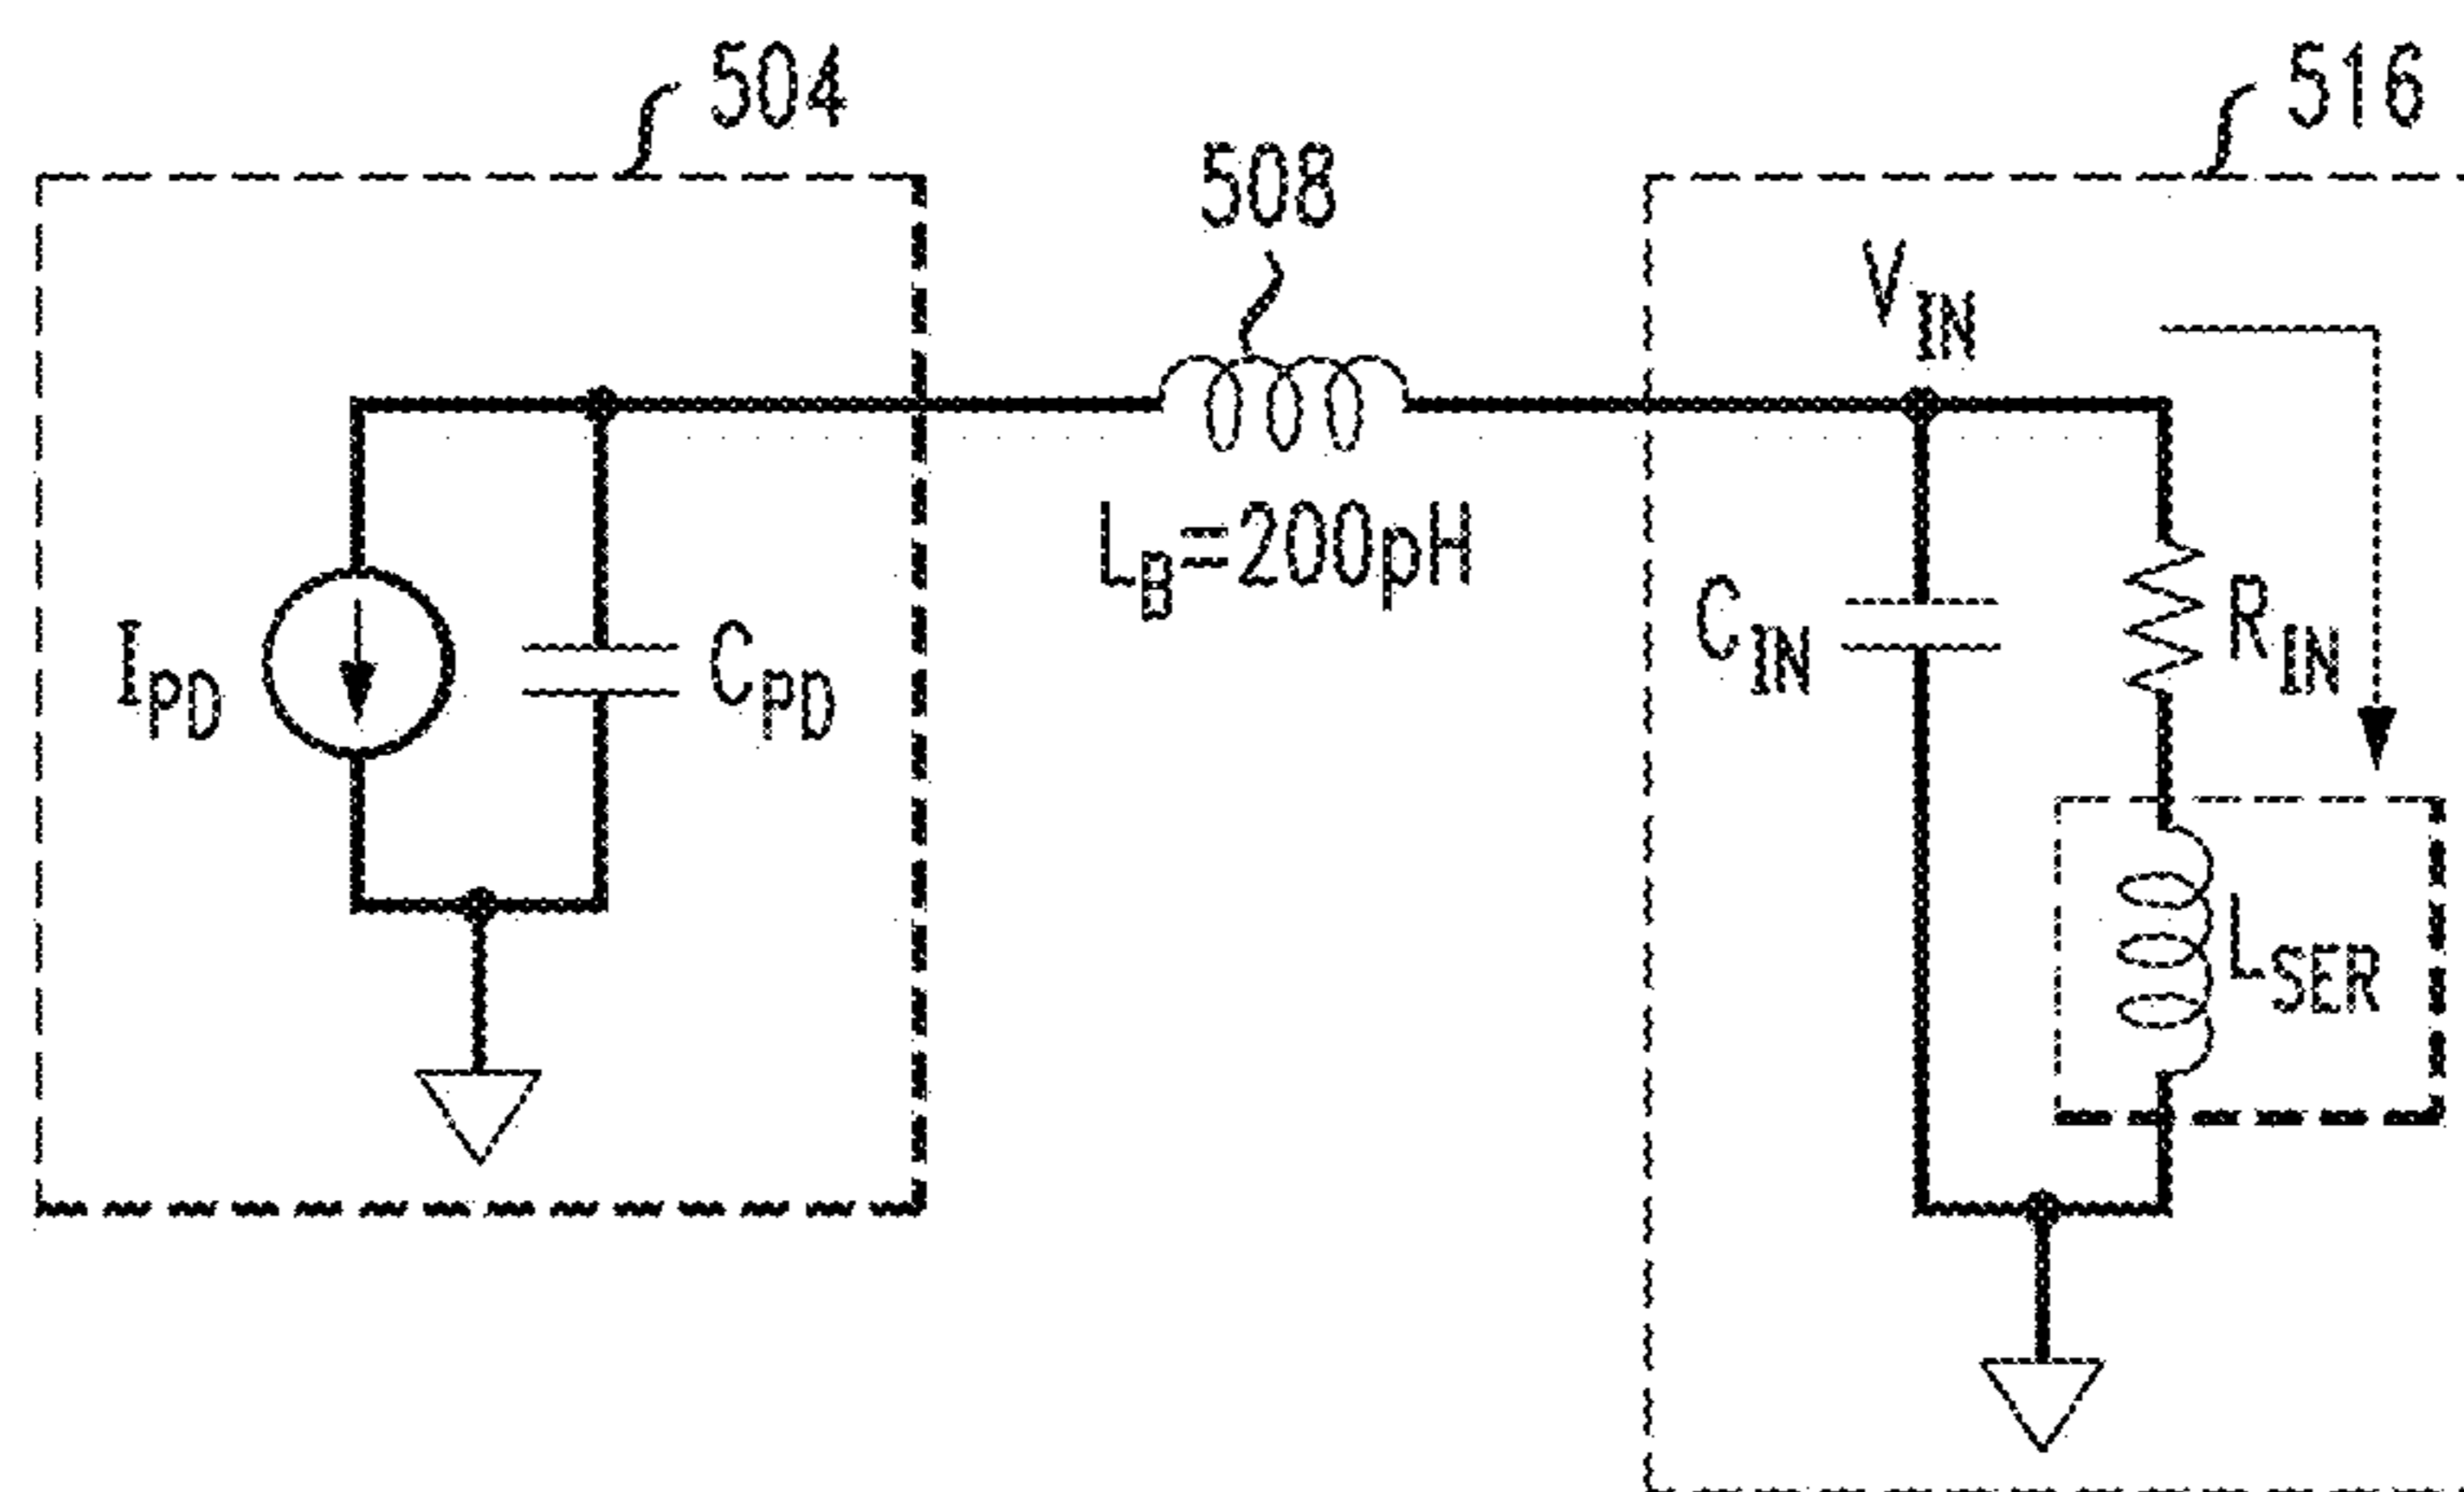 504
516
508
V_IN
L_B=200pH
I_PD
C_PD
C_IN
R_IN
L_SER